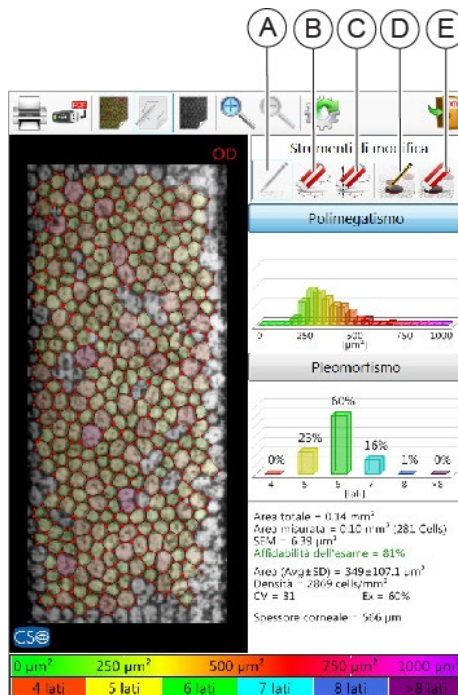 A B C D E
PDF
OD
Strumenti di modifica
Polimegatismo
0 250 500 750 1000
[µm²]
Pleomorfismo
0% 23% 60% 16% 1% 0%
4 5 6 7 8 >8
[lati]
Area totale = 0.14 mm²
Area misurata = 0.10 mm² (281 Cells)
SEM = 6.39 µm²
Affidabilità dell'esame = 81%
Area (Avg±SD) = 349±107.1 µm²
Densità = 2869 cells/mm²
CV = 31 Ex = 60%
Spessore corneale = 566 µm
CSO
0 µm² 250 µm² 500 µm² 750 µm² 1000 µm²
4 lati 5 lati 6 lati 7 lati 8 lati >8 lati